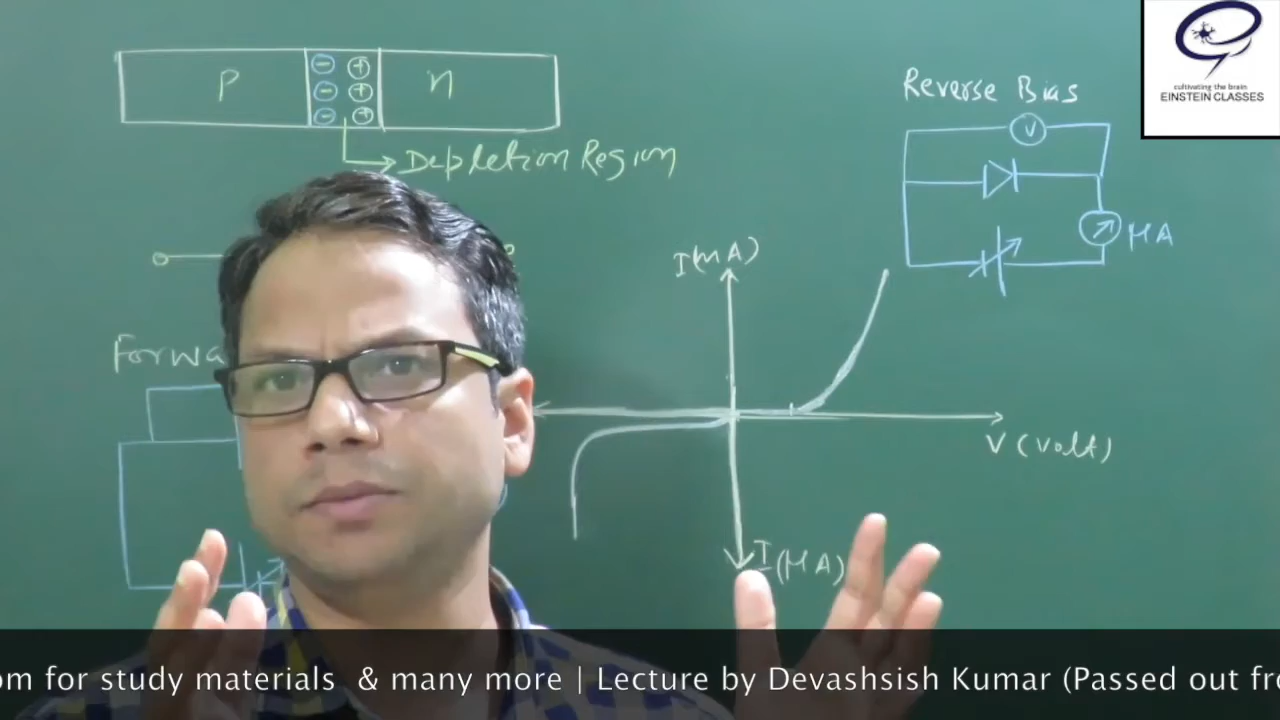 P
n
Depletion Region
Reverse Bias
V
μA
I(mA)
Forwa
V (volt)
I (μA)
cultivating the brain
EINSTEIN CLASSES
om for study materials & many more | Lecture by Devashsish Kumar (Passed out fro